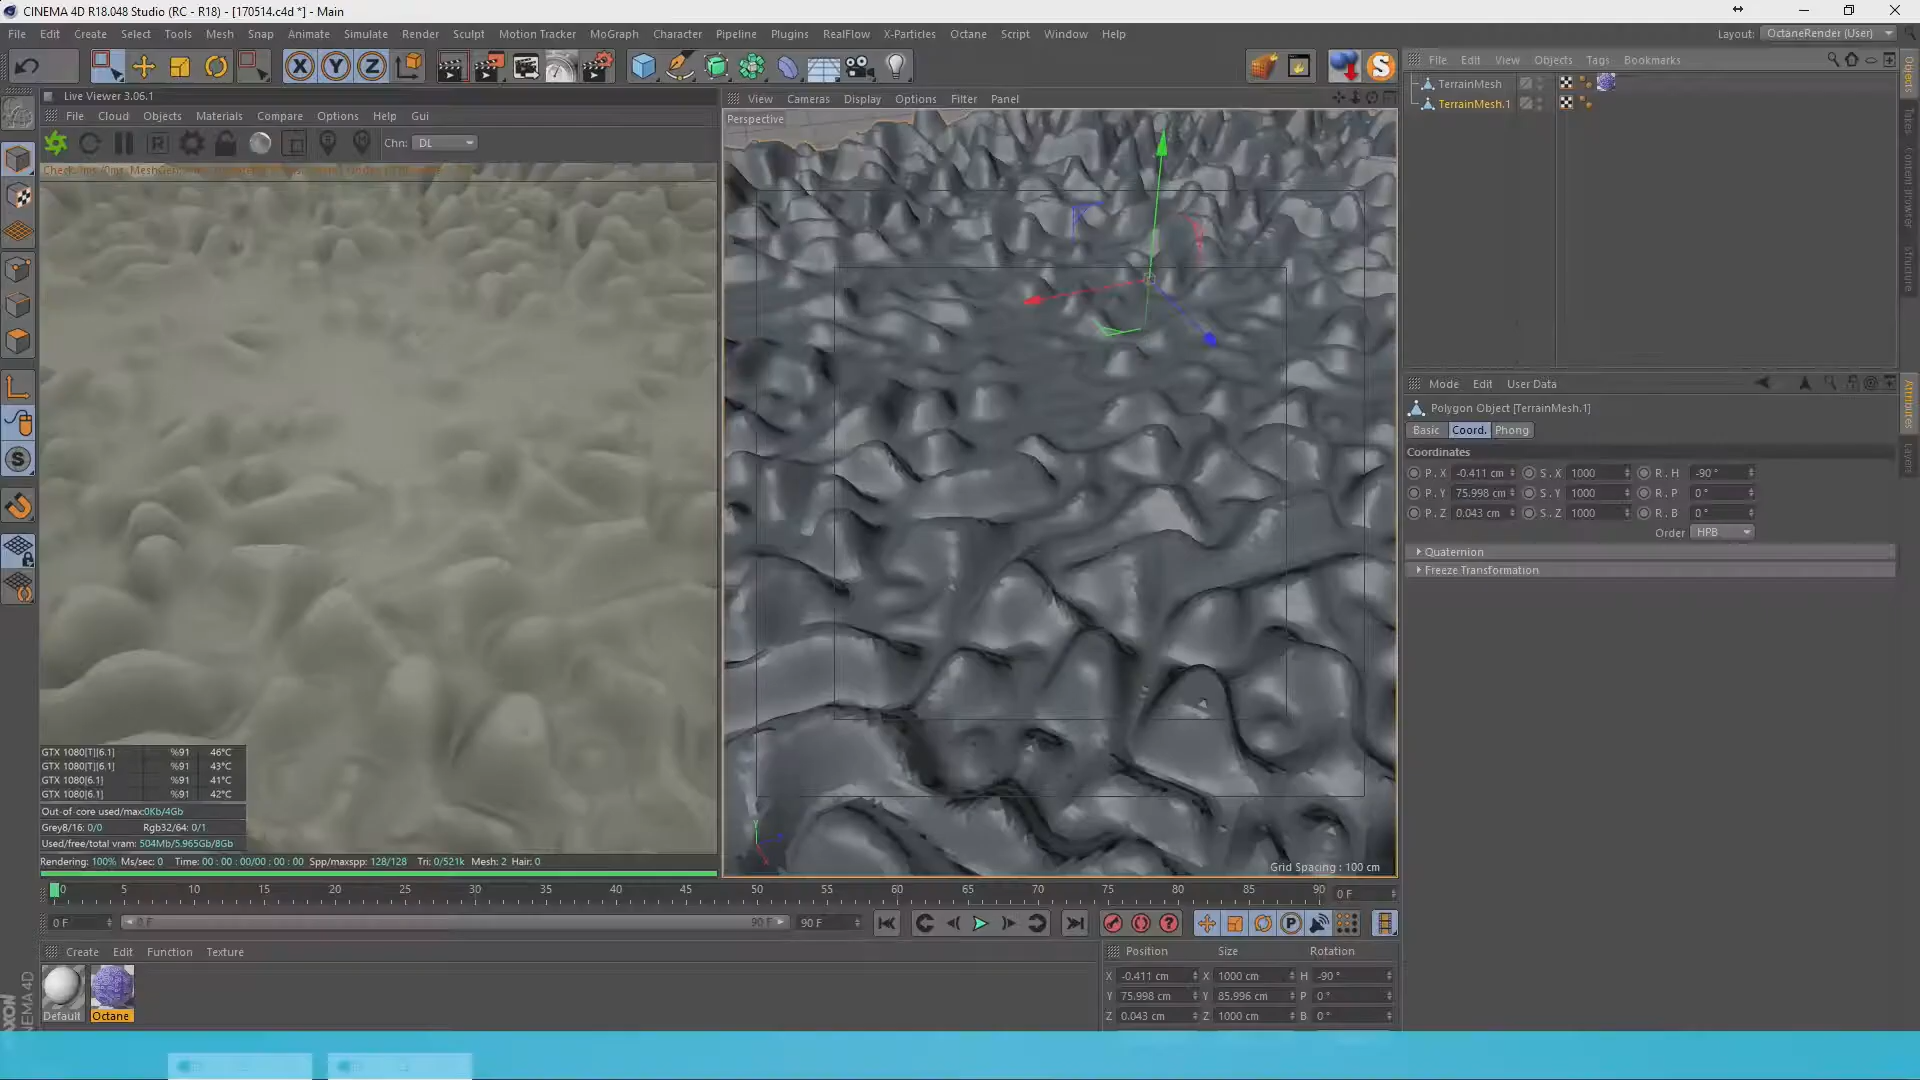 CINEMA 4D R18.048 Studio (RC - R18) - [170514.c4d *] - Main
File Edit Create Select Tools Mesh Snap Animate Simulate Render Sculpt Motion Tracker MoGraph Character Pipeline Plugins RealFlow X-Particles Octane Script Window Help
Layout: OctaneRender (User)
X Y Z
S
File Edit View Objects Tags Bookmarks
TerrainMesh
TerrainMesh.1
Objects
Takes
Content Browser
Structure
Live Viewer 3.06.1
File Cloud Objects Materials Compare Options Help Gui
R
Chn: DL
View Cameras Display Options Filter Panel
Perspective
GTX 1080[T][6.1] %91 46°C
GTX 1080[T][6.1] %91 43°C
GTX 1080[6.1] %91 41°C
GTX 1080[6.1] %91 42°C
Out-of-core used/max:0Kb/4Gb
Grey8/16: 0/0 Rgb32/64: 0/1
Used/free/total vram: 504Mb/5.965Gb/8Gb
Rendering: 100% Ms/sec: 0 Time: 00 : 00 : 00/00 : 00 : 00 Spp/maxspp: 128/128 Tri: 0/521k Mesh: 2 Hair: 0
Y
Grid Spacing : 100 cm
Mode Edit User Data
Polygon Object [TerrainMesh.1]
Basic Coord. Phong
Coordinates
P . X -0.411 cm S . X 1000 R . H -90 °
P . Y 75.998 cm S . Y 1000 R . P 0 °
P . Z 0.043 cm S . Z 1000 R . B 0 °
Order HPB
Quaternion
Freeze Transformation
Attributes
Layers
0 5 10 15 20 25 30 35 40 45 50 55 60 65 70 75 80 85 90 0 F
0 F 0 F 90 F 90 F
P
Create Edit Function Texture
Default Octane
Position Size Rotation
X -0.411 cm X 1000 cm H -90 °
Y 75.998 cm Y 85.996 cm P 0 °
Z 0.043 cm Z 1000 cm B 0 °